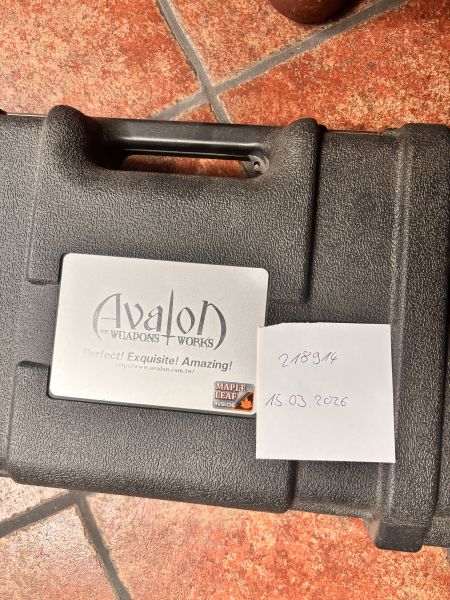 Avalon
THE WEAPONS WORKS
Perfect! Exquisite! Amazing!
http://www.avalon.com.tw/
MAPLE
LEAF
INSIDE
218914
15.03.2026